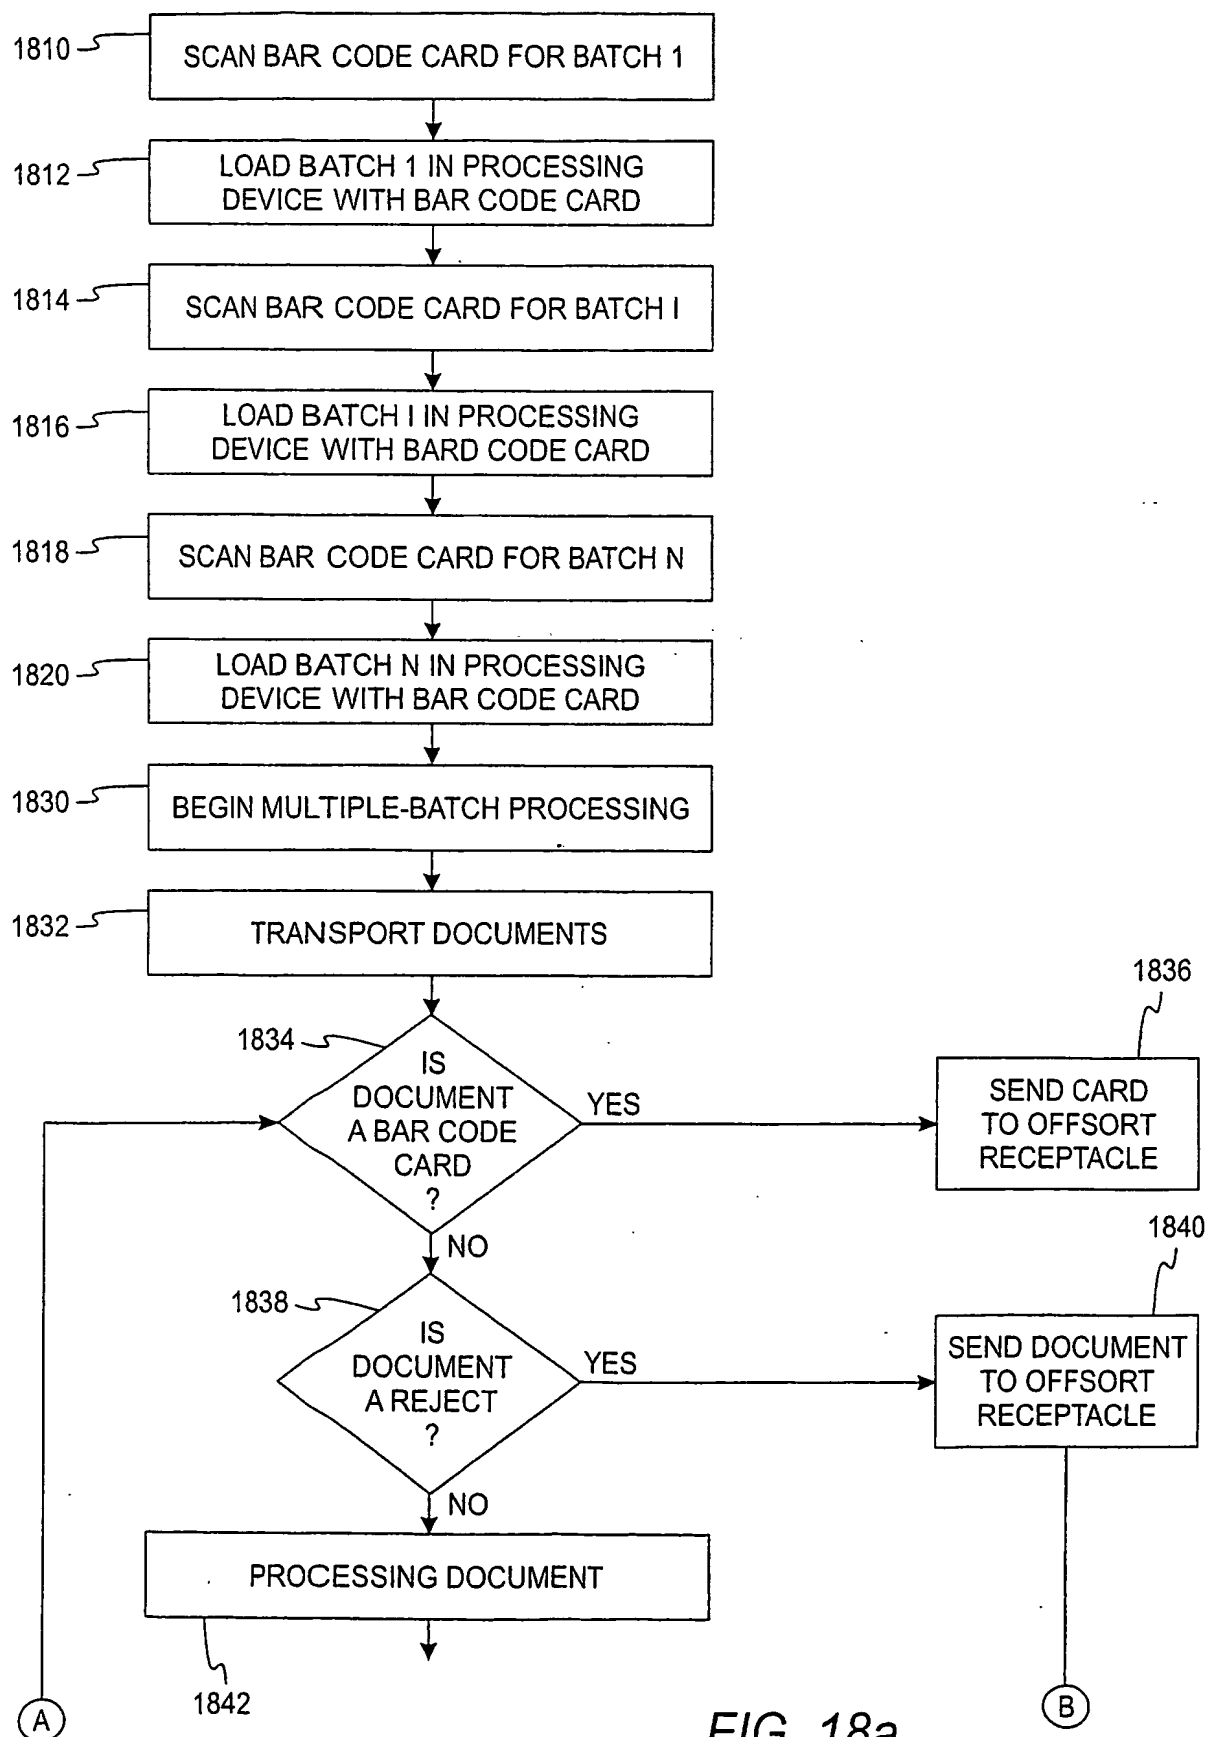 1810
SCAN BAR CODE CARD FOR BATCH 1
1812
LOAD BATCH 1 IN PROCESSING
DEVICE WITH BAR CODE CARD
1814
SCAN BAR CODE CARD FOR BATCH I
1816
LOAD BATCH I IN PROCESSING
DEVICE WITH BARD CODE CARD
1818
SCAN BAR CODE CARD FOR BATCH N
1820
LOAD BATCH N IN PROCESSING
DEVICE WITH BAR CODE CARD
1830
BEGIN MULTIPLE-BATCH PROCESSING
1832
TRANSPORT DOCUMENTS
1834
IS
DOCUMENT
A BAR CODE
CARD
?
YES
1836
SEND CARD
TO OFFSORT
RECEPTACLE
NO
1838
IS
DOCUMENT
A REJECT
?
YES
1840
SEND DOCUMENT
TO OFFSORT
RECEPTACLE
NO
PROCESSING DOCUMENT
1842
A
B
FIG. 18a